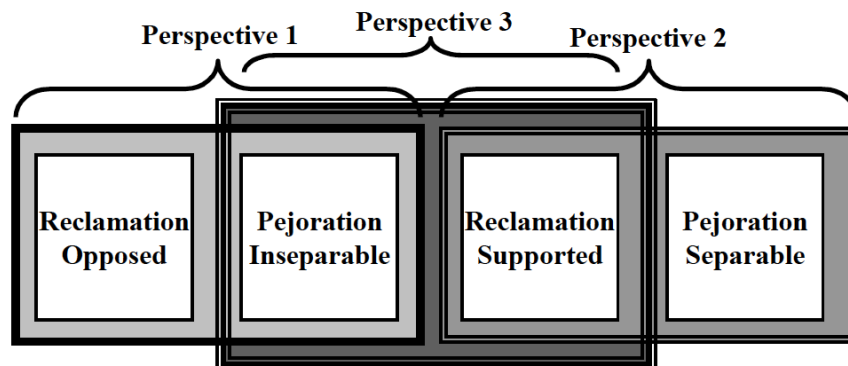 Perspective 1
Perspective 3
Perspective 2
Reclamation
Opposed
Pejoration
Inseparable
Reclamation
Supported
Pejoration
Separable